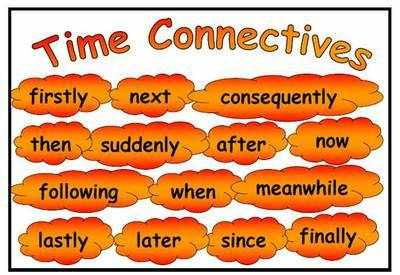 Time Connectives
firstly next consequently
then suddenly after now
following when meanwhile
lastly later since finally